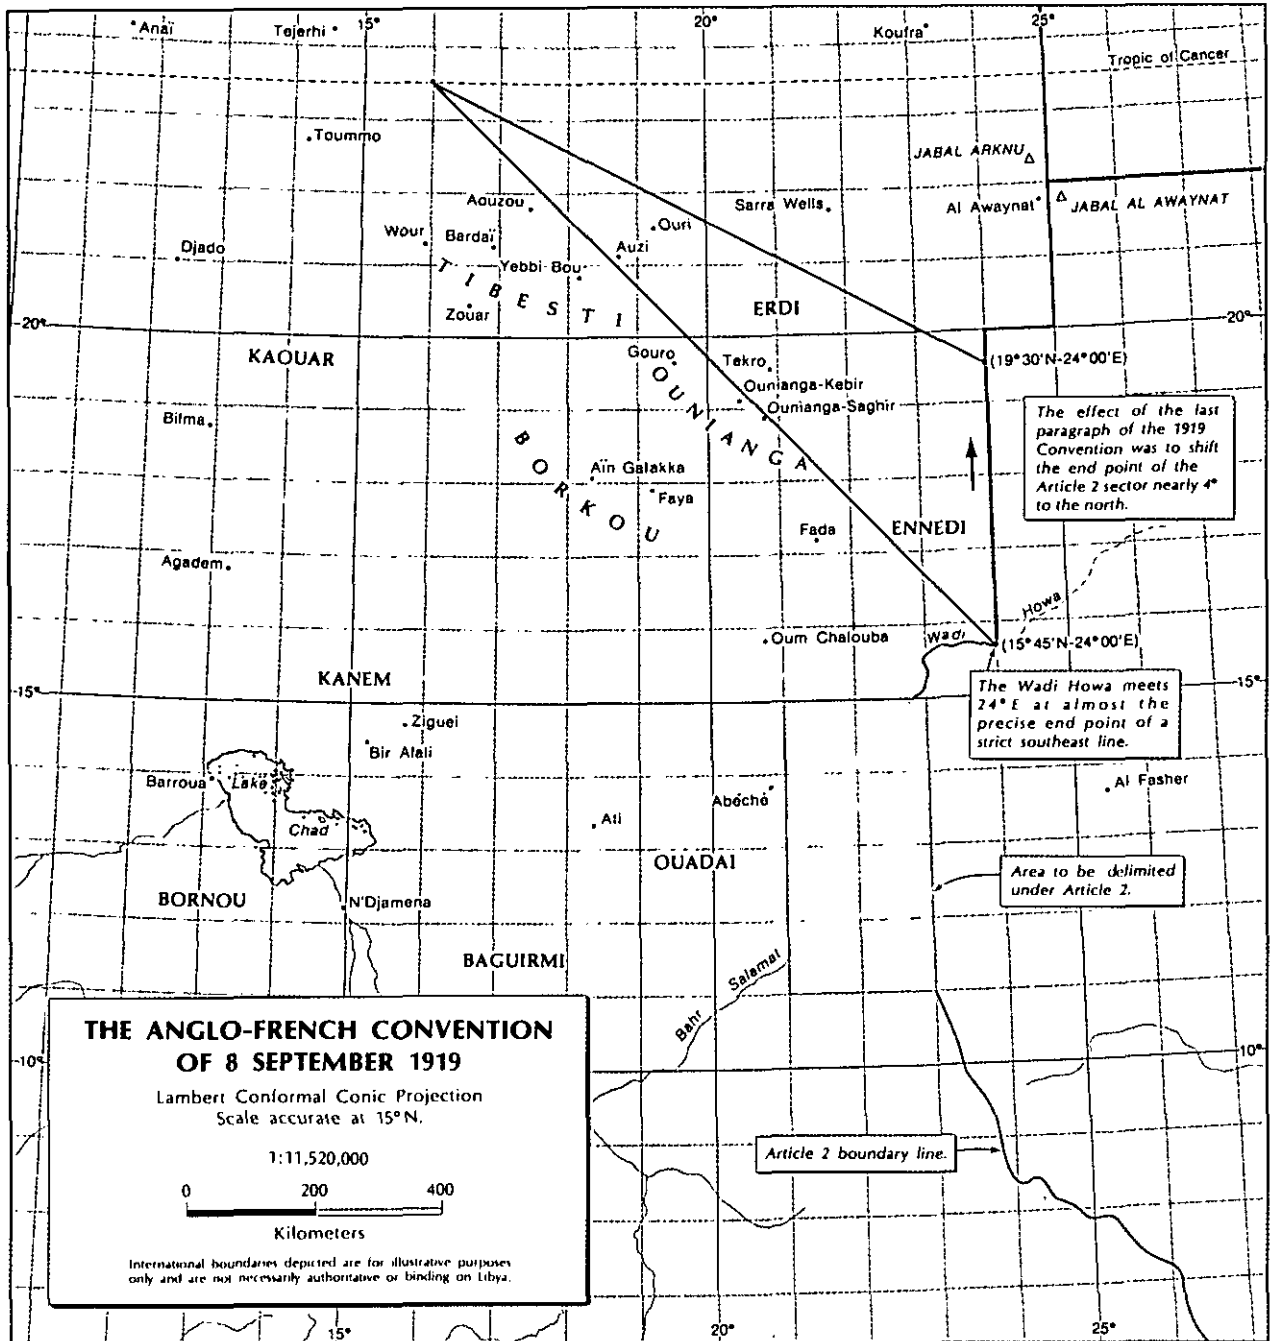 15°
20°
25°
Anaï
Tejerhi
Koufra
Tropic of Cancer
Toummo
JABAL ARKNU
Aouzou
Sarra Wells
Al Awaynat
JABAL AL AWAYNAT
Wour
Bardaï
Ouri
Djado
Auzi
Yebbi-Bou
TIBESTI
Zouar
ERDI
20°
20°
KAOUAR
Gouro
Tekro
(19°30'N-24°00'E)
OUNIANGA
Ounianga-Kebir
Ounianga-Saghir
Bilma
BORKOU
The effect of the last
paragraph of the 1919
Convention was to shift
the end point of the
Article 2 sector nearly 4°
to the north.
Aïn Galakka
Faya
Fada
ENNEDI
Agadem
Howa
Wadi
Oum Chalouba
(15°45'N-24°00'E)
KANEM
15°
15°
The Wadi Howa meets
24°E at almost the
precise end point of a
strict southeast line.
Ziguei
Bir Alali
Barroua
Lake
Chad
Abéché
Al Fasher
Ati
OUADAI
Area to be delimited
under Article 2.
BORNOU
N'Djamena
BAGUIRMI
Bahr Salamat
10°
10°
THE ANGLO-FRENCH CONVENTION
OF 8 SEPTEMBER 1919
Lambert Conformal Conic Projection
Scale accurate at 15°N.
1:11,520,000
0 200 400
Kilometers
International boundaries depicted are for illustrative purposes
only and are not necessarily authoritative or binding on Libya.
Article 2 boundary line.
15°
20°
25°